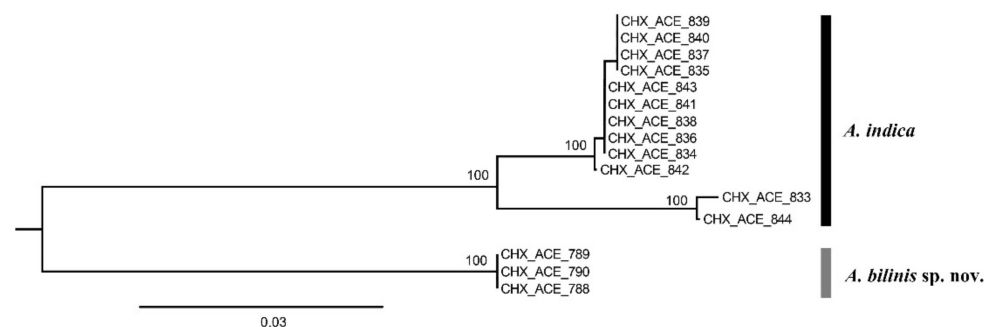 CHX_ACE_839
CHX_ACE_840
CHX_ACE_837
CHX_ACE_835
CHX_ACE_843
CHX_ACE_841
CHX_ACE_838
CHX_ACE_836
100
CHX_ACE_834
CHX_ACE_842
100
CHX_ACE_833
100
CHX_ACE_844
A. indica
100
CHX_ACE_789
CHX_ACE_790
CHX_ACE_788
A. bilinis sp. nov.
0.03